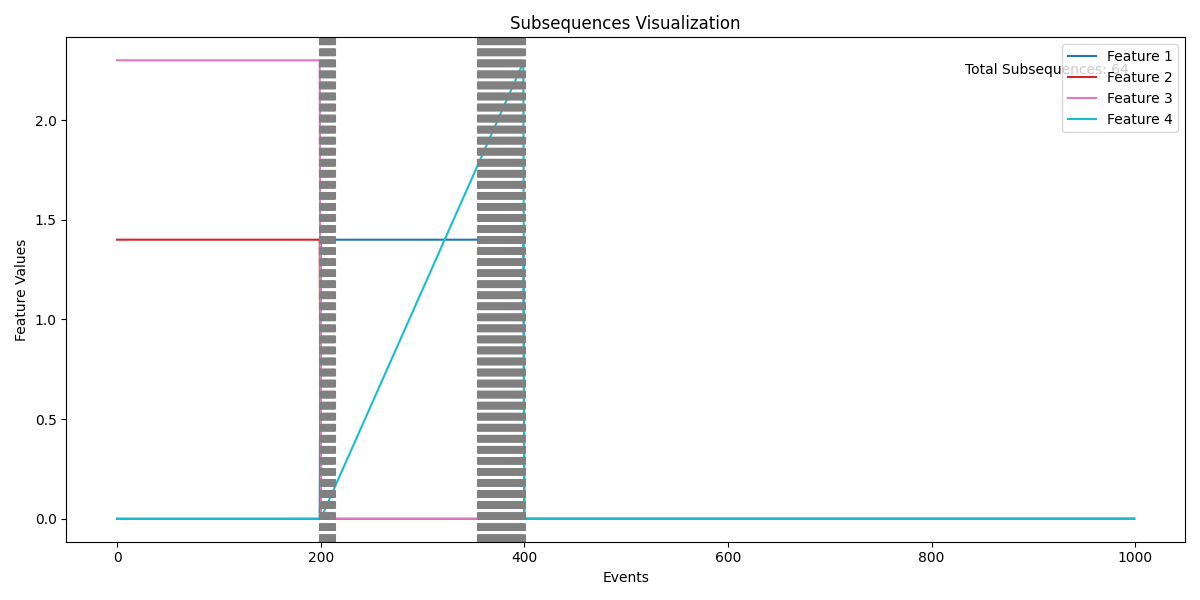 Subsequences Visualization
Total Subsequences: 64
Feature 1
Feature 2
Feature 3
Feature 4
Feature Values
2.0
1.5
1.0
0.5
0.0
0 200 400 600 800 1000
Events